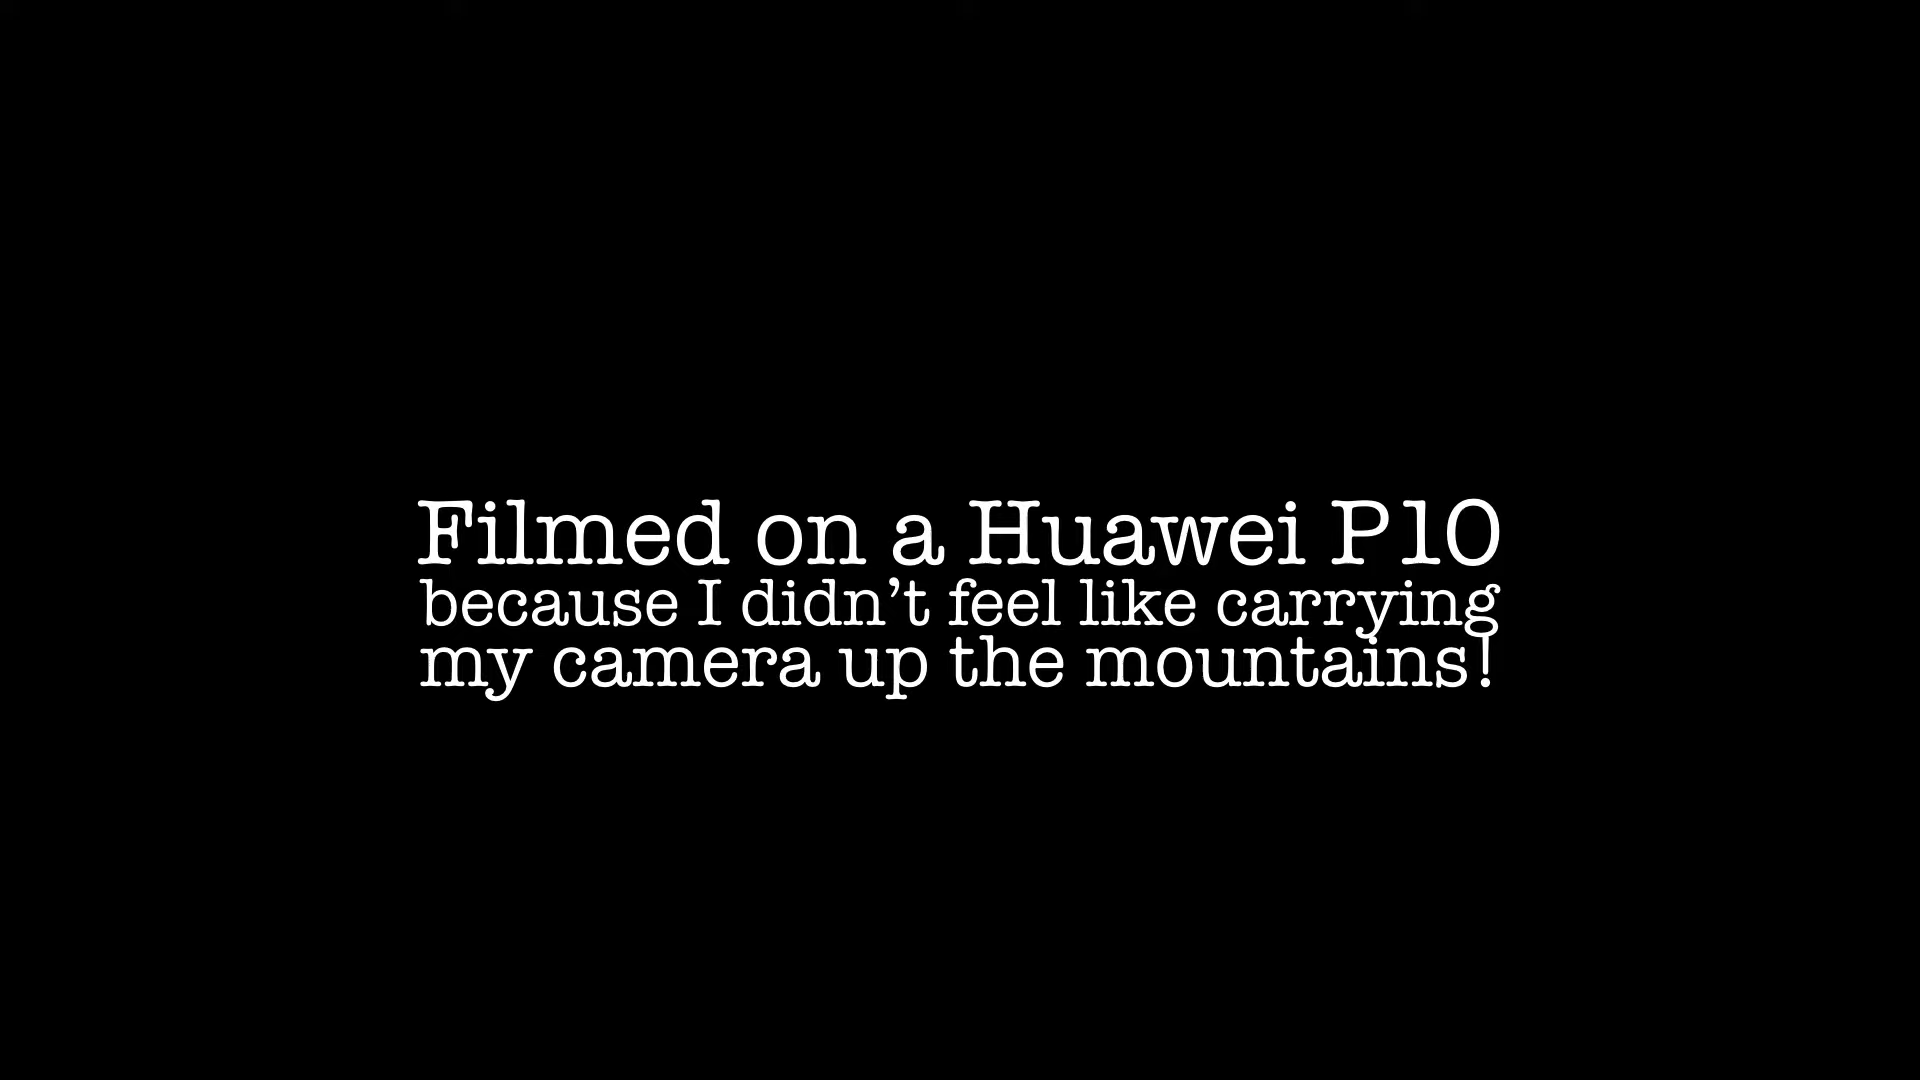 Filmed on a Huawei P10
because I didn’t feel like carrying
my camera up the mountains!